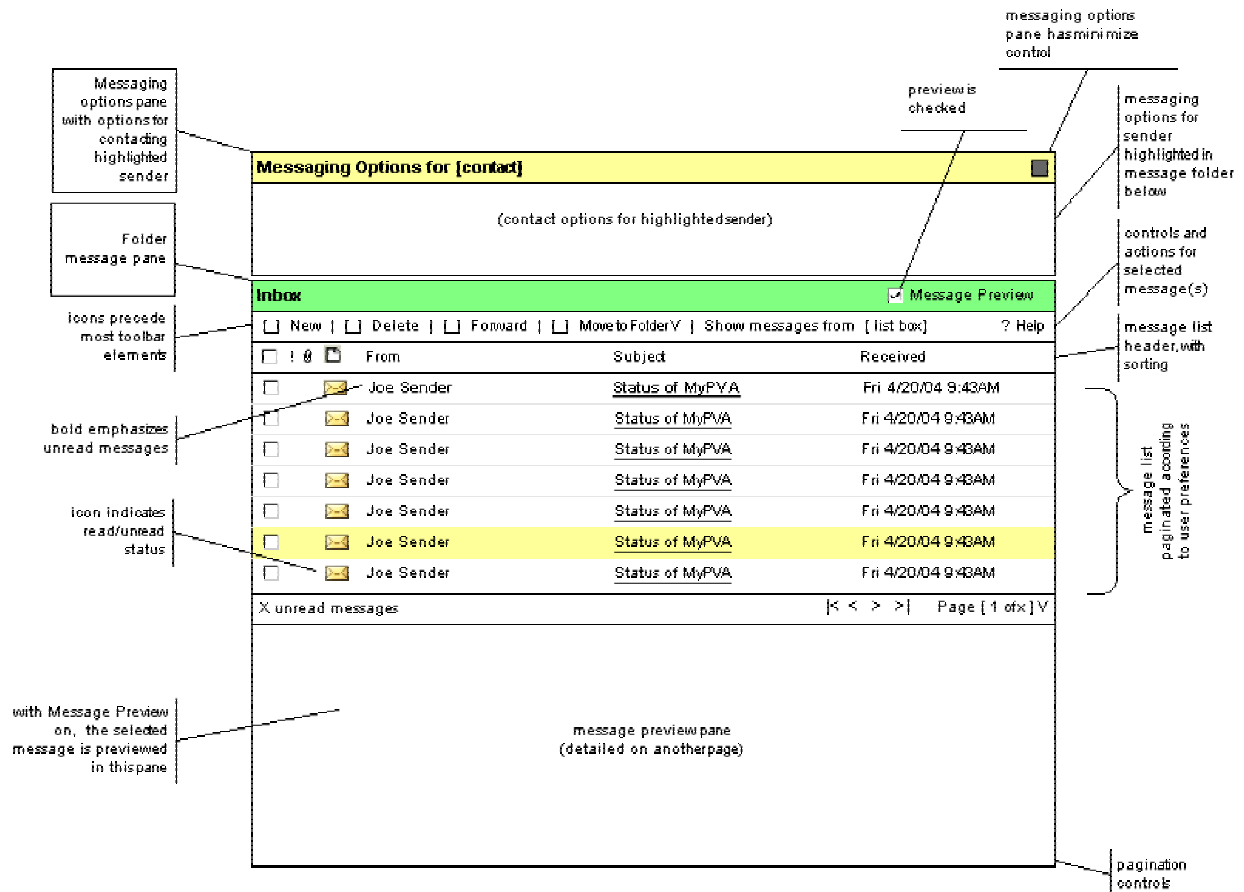 messaging options
pane hasminimize
control
Messaging
options pane
with options for
contacting
highlighted
sender
preview is
checked
messaging
options for
sender
highlighted in
message folder
below
Messaging Options for [contact]
(contact options for highlighted sender)
Folder
message pane
controls and
actions for
selected
message(s)
Inbox
Message Preview
icons precede
most toolbar
elements
[ ] New | [ ] Delete | [ ] Forward | [ ] Move to Folder V | Show messages from [ list box] ? Help
message list
header, with
sorting
! From Subject Received
Joe Sender Status of MyPVA Fri 4/20/04 9:43AM
Joe Sender Status of MyPVA Fri 4/20/04 9:43AM
Joe Sender Status of MyPVA Fri 4/20/04 9:43AM
Joe Sender Status of MyPVA Fri 4/20/04 9:43AM
Joe Sender Status of MyPVA Fri 4/20/04 9:43AM
Joe Sender Status of MyPVA Fri 4/20/04 9:43AM
Joe Sender Status of MyPVA Fri 4/20/04 9:43AM
bold emphasizes
unread messages
icon indicates
read/unread
status
message list
paginated according
to user preferences
X unread messages |< < > >| Page [ 1 of x ] V
with Message Preview
on, the selected
message is previewed
in this pane
message preview pane
(detailed on another page)
pagination
controls